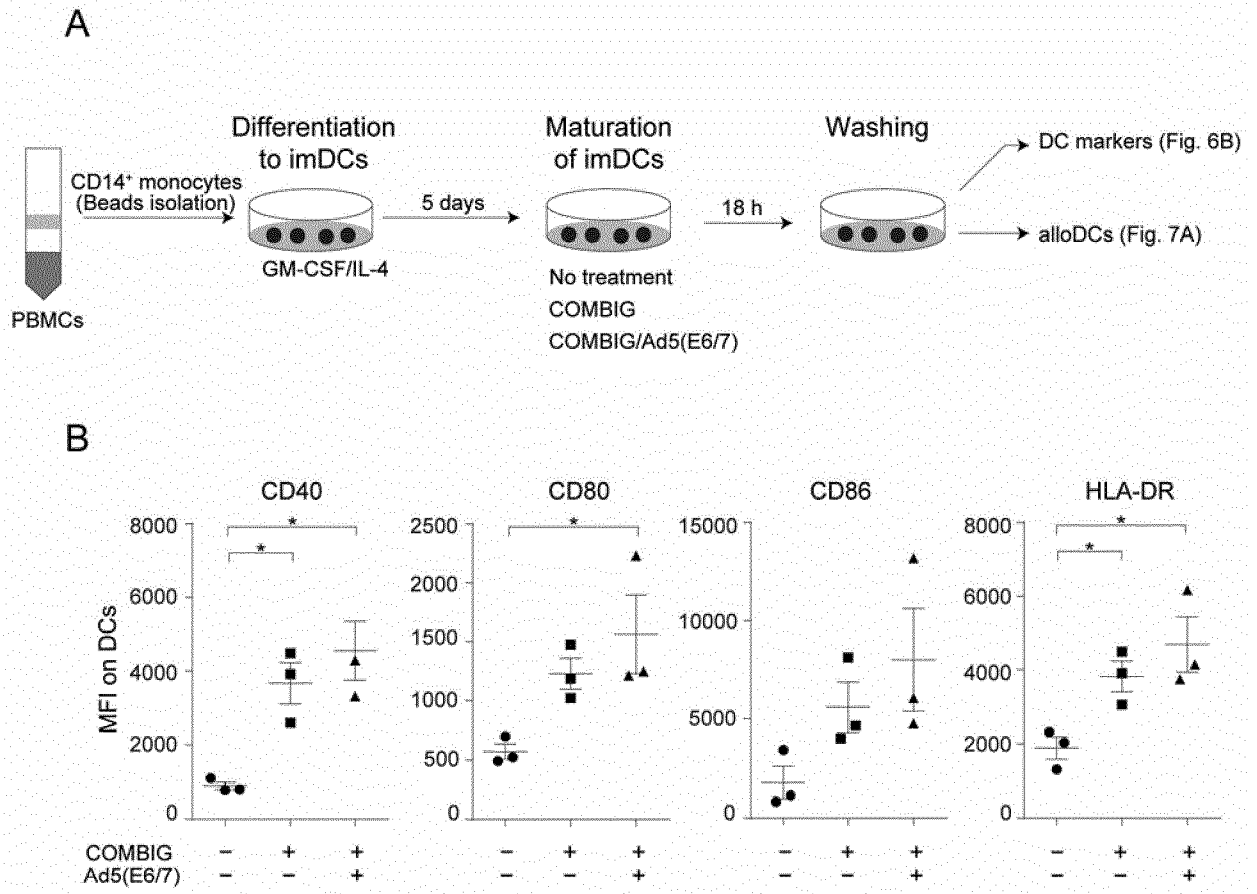 A
Differentiation
to imDCs
Maturation
of imDCs
Washing
DC markers (Fig. 6B)
CD14⁺ monocytes
(Beads isolation)
5 days
18 h
alloDCs (Fig. 7A)
GM-CSF/IL-4
No treatment
COMBIG
COMBIG/Ad5(E6/7)
PBMCs
B
CD40
CD80
CD86
HLA-DR
MFI on DCs
8000
6000
4000
2000
0
* *
2500
2000
1500
1000
500
0
*
15000
10000
5000
0
8000
6000
4000
2000
0
* *
COMBIG − + + − + + − + + − + +
Ad5(E6/7) − − + − − + − − + − − +